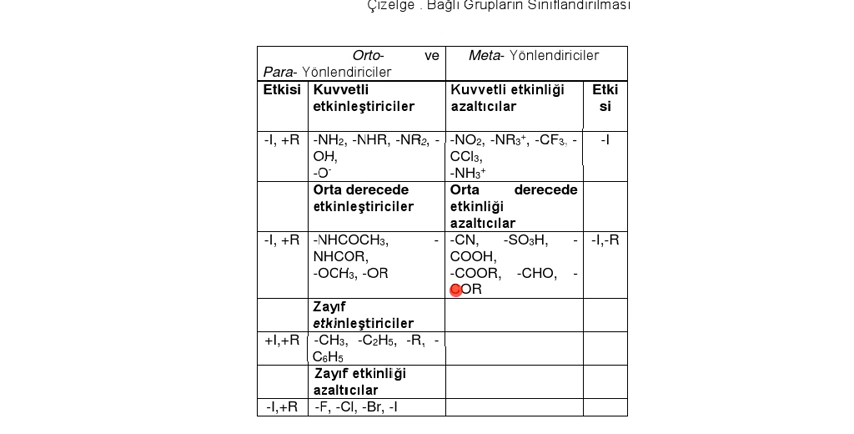 Çizelge . Bağlı Grupların Sınıflandırılması
Orto- ve
Para- Yönlendiriciler
Meta- Yönlendiriciler
Etkisi
Kuvvetli
etkinleştiriciler
Kuvvetli etkinliği
azaltıcılar
Etki
si
-I, +R
-NH₂, -NHR, -NR₂, -
OH,
-O⁻
-NO₂, -NR₃⁺, -CF₃, -
CCl₃,
-NH₃⁺
-I
Orta derecede
etkinleştiriciler
Orta derecede
etkinliği
azaltıcılar
-I, +R
-NHCOCH₃, -
NHCOR,
-OCH₃, -OR
-CN, -SO₃H, -
COOH,
-COOR, -CHO, -
COR
-I,-R
Zayıf
etkinleştiriciler
+I,+R
-CH₃, -C₂H₅, -R, -
C₆H₅
Zayıf etkinliği
azaltıcılar
-I,+R
-F, -Cl, -Br, -I